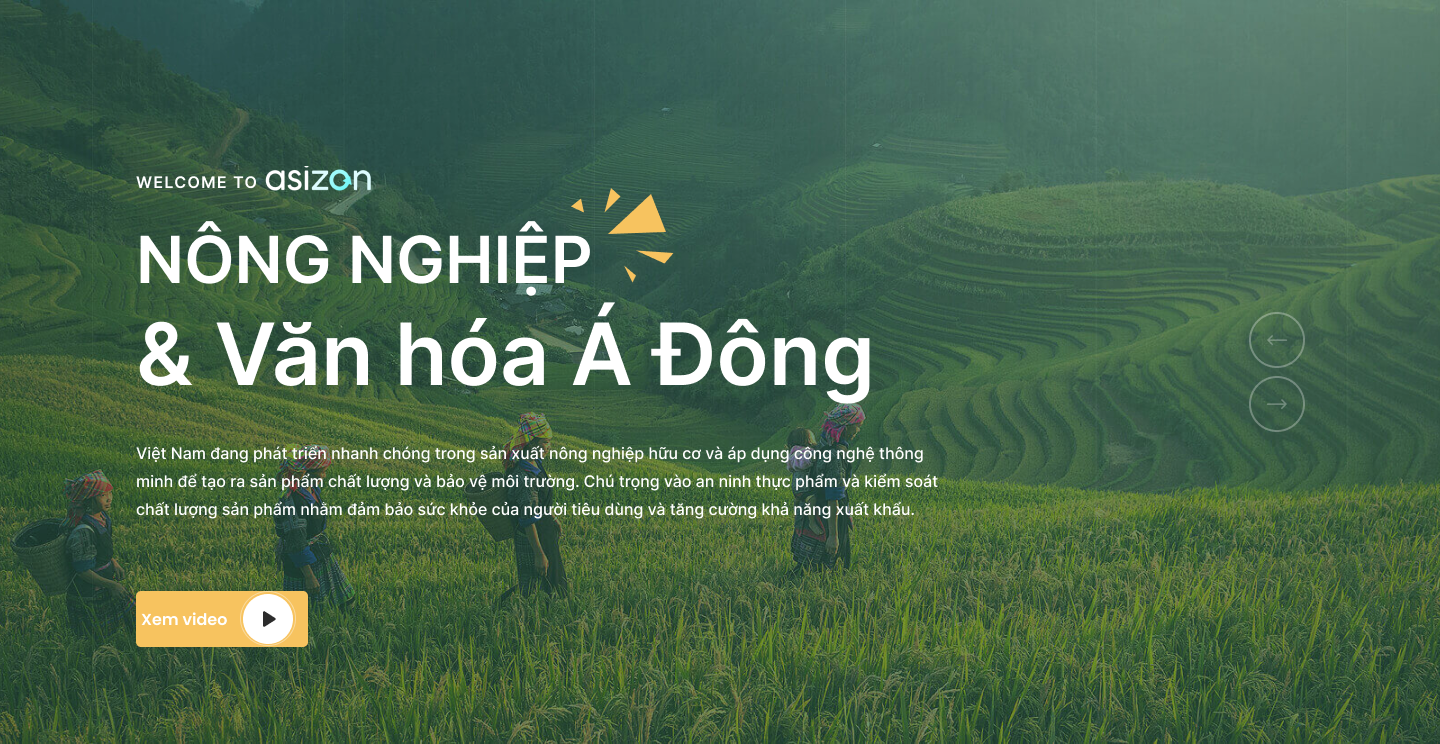 WELCOME TO asizon
NÔNG NGHIỆP
& Văn hóa Á Đông
Việt Nam đang phát triển nhanh chóng trong sản xuất nông nghiệp hữu cơ và áp dụng công nghệ thông
minh để tạo ra sản phẩm chất lượng và bảo vệ môi trường. Chú trọng vào an ninh thực phẩm và kiểm soát
chất lượng sản phẩm nhằm đảm bảo sức khỏe của người tiêu dùng và tăng cường khả năng xuất khẩu.
Xem video